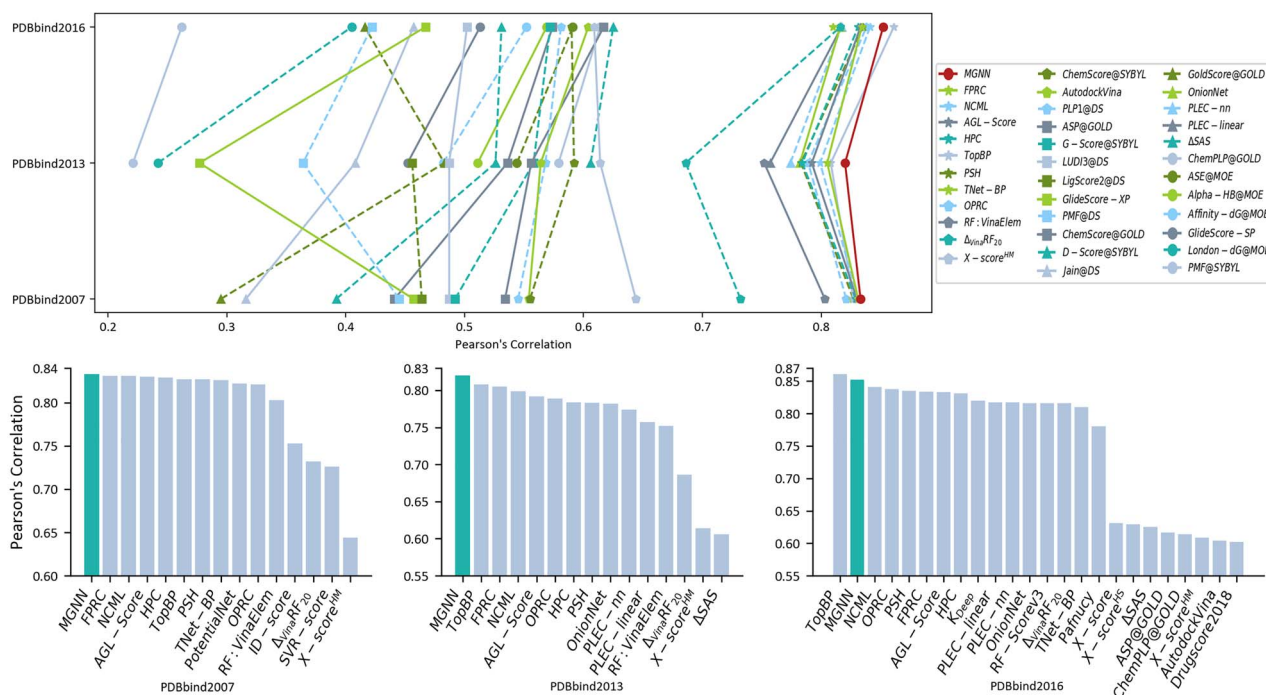 PDBbind2016
PDBbind2013
PDBbind2007
0.2 0.3 0.4 0.5 0.6 0.7 0.8
Pearson's Correlation
MGNN
FPRC
NCML
AGL-Score
HPC
TopBP
PSH
TNet-BP
OPRC
RF:VinaElem
ΔVinaRF20
X-scoreHM
ChemScore@SYBYL
AutodockVina
PLP1@DS
ASP@GOLD
G-Score@SYBYL
LUDI3@DS
LigScore2@DS
GlideScore-XP
PMF@DS
ChemScore@GOLD
D-Score@SYBYL
Jain@DS
GoldScore@GOLD
OnionNet
PLEC-nn
PLEC-linear
ΔSAS
ChemPLP@GOLD
ASE@MOE
Alpha-HB@MOE
Affinity-dG@MOE
GlideScore-SP
London-dG@MOE
PMF@SYBYL
Pearson's Correlation
0.84
0.80
0.75
0.70
0.65
0.60
MGNN
FPRC
NCML
AGL-Score
HPC
TopBP
PSH
TNet-BP
PotentialNet
OPRC
RF:VinaElem
ID-score
ΔVinaRF20
SVR-score
X-scoreHM
PDBbind2007
0.83
0.80
0.75
0.70
0.65
0.60
0.55
MGNN
TopBP
FPRC
NCML
AGL-Score
OPRC
HPC
PSH
OnionNet
PLEC-nn
PLEC-linear
RF:VinaElem
ΔVinaRF20
X-scoreHM
ΔSAS
PDBbind2013
0.87
0.85
0.80
0.75
0.70
0.65
0.60
0.55
TopBP
MGNN
NCML
OPRC
PSH
FPRC
AGL-Score
HPC
KDeep
PLEC-linear
PLEC-nn
OnionNet
RF-Scorev3
ΔVinaRF20
TNet-BP
Pafnucy
X-score
X-scoreHS
ΔSAS
ASP@GOLD
ChemPLP@GOLD
X-scoreHM
AutodockVina
Drugscore2018
PDBbind2016